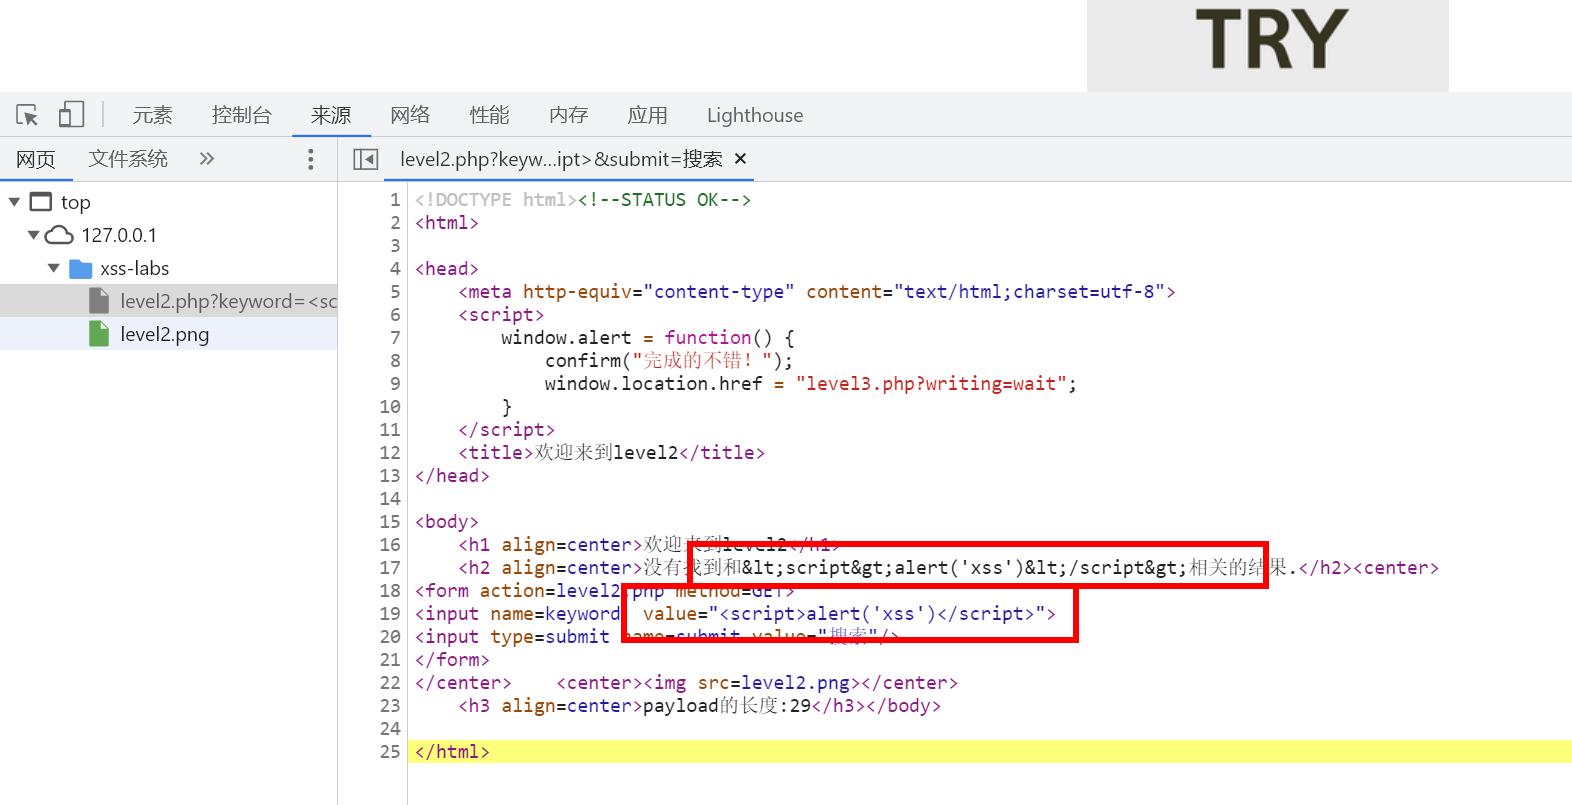 TRY
元素 控制台 来源 网络 性能 内存 应用 Lighthouse
网页 文件系统 »
level2.php?keyw...ipt>&submit=搜索 ×
top
127.0.0.1
xss-labs
level2.php?keyword=<sc
level2.png
1 <!DOCTYPE html><!--STATUS OK-->
2 <html>
3
4 <head>
5 <meta http-equiv="content-type" content="text/html;charset=utf-8">
6 <script>
7 window.alert = function() {
8 confirm("完成的不错！");
9 window.location.href = "level3.php?writing=wait";
10 }
11 </script>
12 <title>欢迎来到level2</title>
13 </head>
14
15 <body>
16 <h1 align=center>欢迎来到level2</h1>
17 <h2 align=center>没有找到和&lt;script&gt;alert('xss')&lt;/script&gt;相关的结果.</h2><center>
18 <form action=level2.php method=GET>
19 <input name=keyword value="<script>alert('xss')</script>">
20 <input type=submit name=submit value="搜索"/>
21 </form>
22 </center> <center><img src=level2.png></center>
23 <h3 align=center>payload的长度:29</h3></body>
24
25 </html>